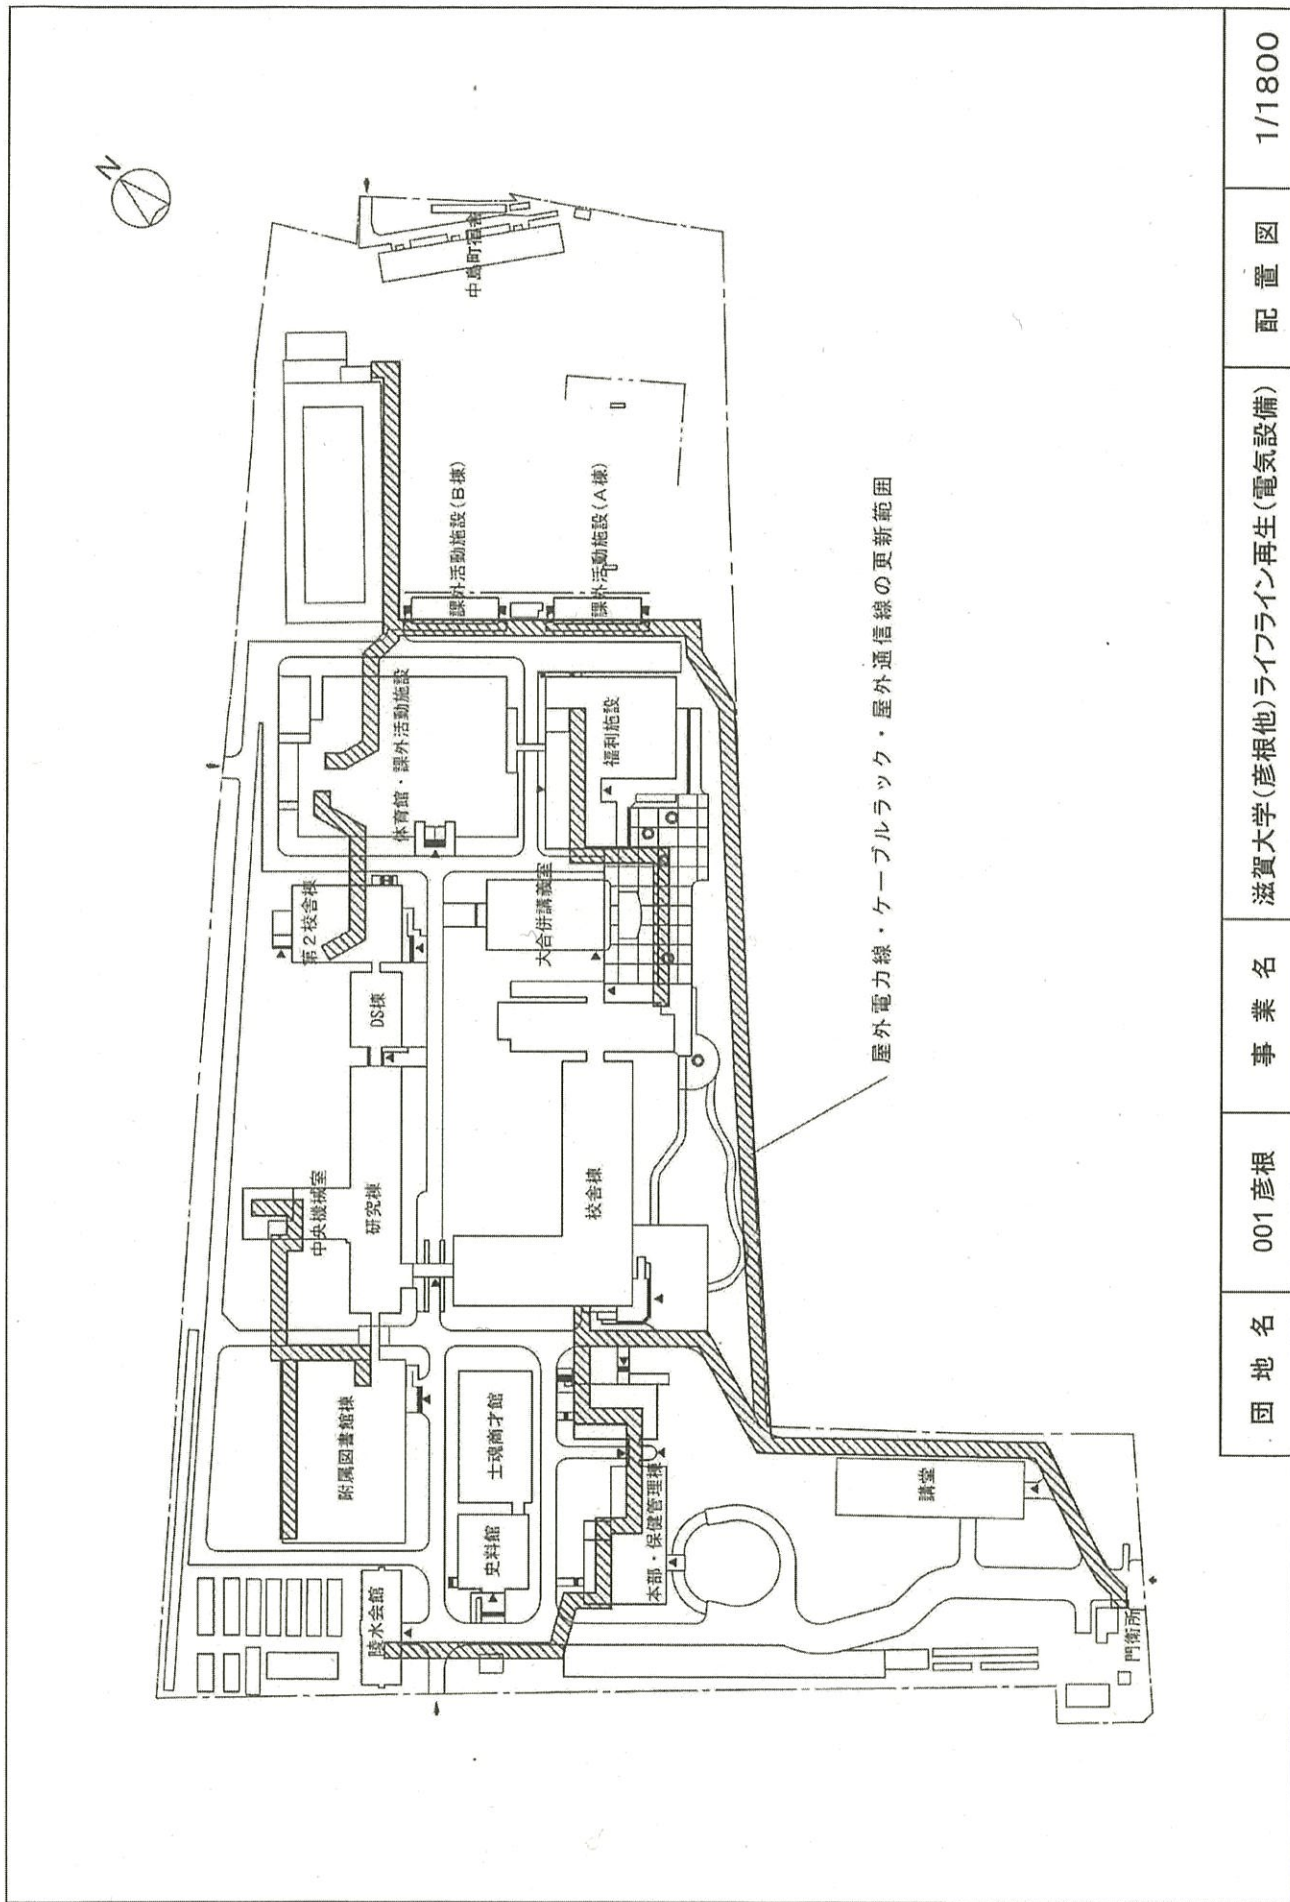 N
中島町宿舎
課外活動施設(B棟)
課外活動施設(A棟)
体育館・課外活動施設
福利施設
第2校舎棟
大合併講義室
DS棟
中央機械室
研究棟
校舎棟
屋外電力線・ケーブルラック・屋外通信線の更新範囲
附属図書館棟
士魂商才館
史料館
本部・保健管理棟
講堂
陵水会館
門衛所
団地名 001 彦根 事業名 滋賀大学(彦根他)ライフライン再生(電気設備) 配置図 1/1800